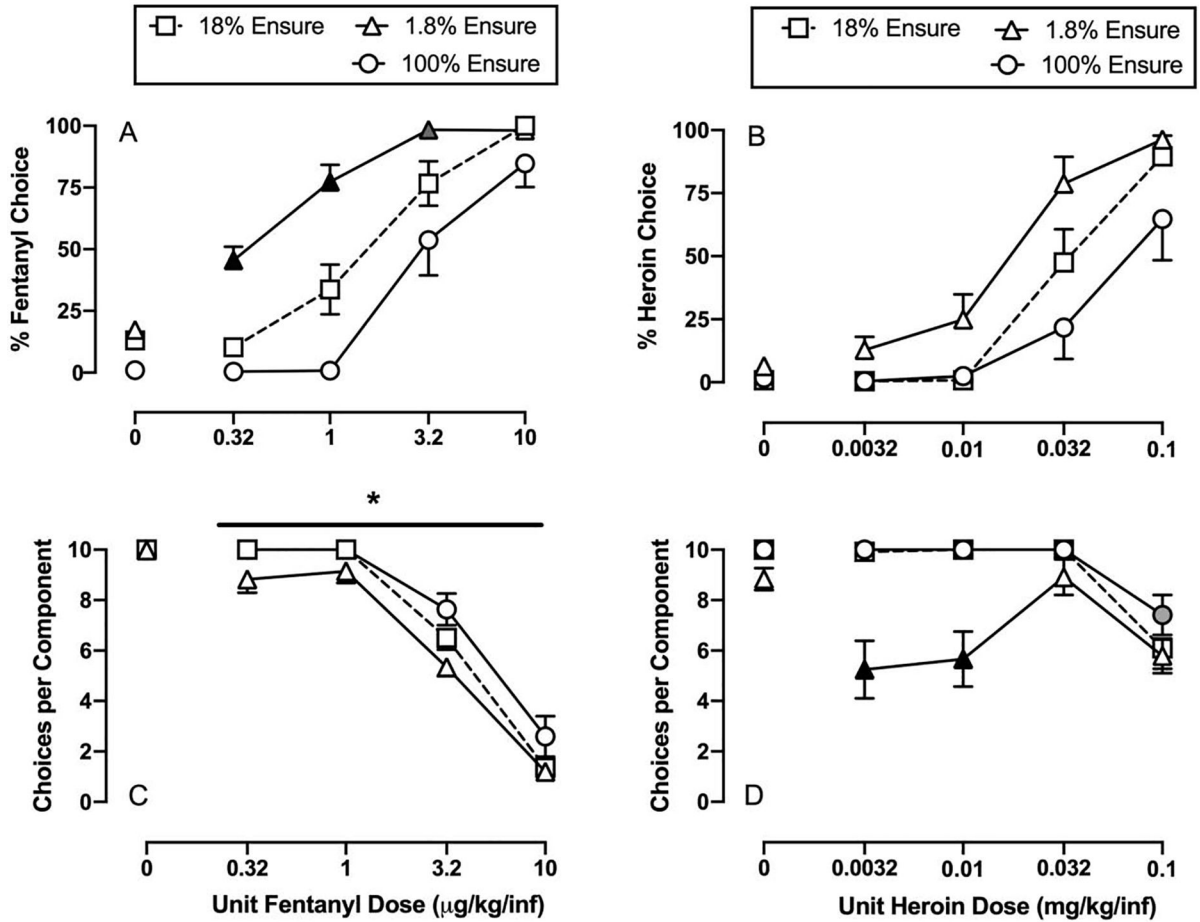 18% Ensure 1.8% Ensure
100% Ensure
18% Ensure 1.8% Ensure
100% Ensure
A
% Fentanyl Choice
100
75
50
25
0
0 0.32 1 3.2 10
B
% Heroin Choice
100
75
50
25
0
0 0.0032 0.01 0.032 0.1
*
C
Choices per Component
10
8
6
4
2
0
0 0.32 1 3.2 10
Unit Fentanyl Dose (μg/kg/inf)
D
Choices per Component
10
8
6
4
2
0
0 0.0032 0.01 0.032 0.1
Unit Heroin Dose (mg/kg/inf)